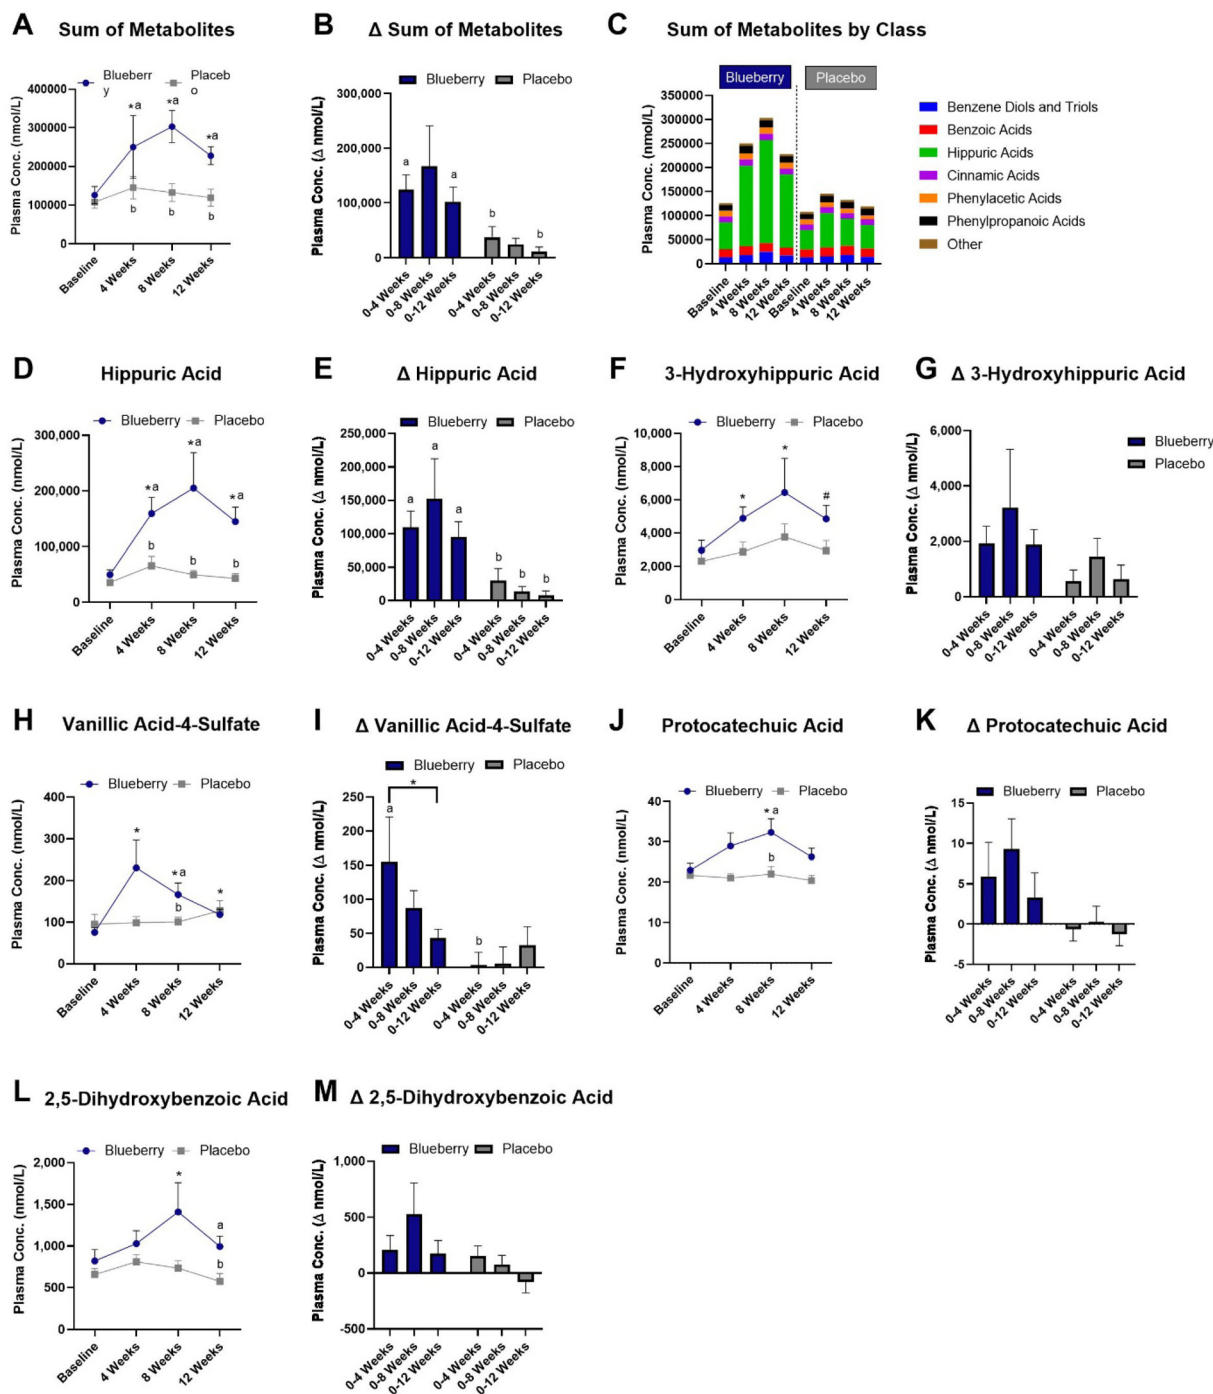 A Sum of Metabolites
Blueberr
y
Placeb
o
Plasma Conc. (nmol/L)
400000
300000
200000
100000
0
*a
*a
*a
b
b
b
Baseline
4 Weeks
8 Weeks
12 Weeks
B Δ Sum of Metabolites
Blueberry
Placebo
Plasma Conc. (Δ nmol/L)
300,000
200,000
100,000
0
a
a
b
b
0-4 Weeks
0-8 Weeks
0-12 Weeks
0-4 Weeks
0-8 Weeks
0-12 Weeks
C Sum of Metabolites by Class
Blueberry
Placebo
Plasma Conc. (nmol/L)
350000
300000
250000
200000
150000
100000
50000
0
Baseline
4 Weeks
8 Weeks
12 Weeks
Baseline
4 Weeks
8 Weeks
12 Weeks
Benzene Diols and Triols
Benzoic Acids
Hippuric Acids
Cinnamic Acids
Phenylacetic Acids
Phenylpropanoic Acids
Other
D Hippuric Acid
Blueberry
Placebo
Plasma Conc. (nmol/L)
300,000
200,000
100,000
0
*a
*a
*a
b
b
b
Baseline
4 Weeks
8 Weeks
12 Weeks
E Δ Hippuric Acid
Blueberry
Placebo
Plasma Conc. (Δ nmol/L)
250,000
200,000
150,000
100,000
50,000
0
a
a
a
b
b
b
0-4 Weeks
0-8 Weeks
0-12 Weeks
0-4 Weeks
0-8 Weeks
0-12 Weeks
F 3-Hydroxyhippuric Acid
Blueberry
Placebo
Plasma Conc. (nmol/L)
10,000
8,000
6,000
4,000
2,000
0
*
*
#
Baseline
4 Weeks
8 Weeks
12 Weeks
G Δ 3-Hydroxyhippuric Acid
Blueberry
Placebo
Plasma Conc. (Δ nmol/L)
6,000
4,000
2,000
0
0-4 Weeks
0-8 Weeks
0-12 Weeks
0-4 Weeks
0-8 Weeks
0-12 Weeks
H Vanillic Acid-4-Sulfate
Blueberry
Placebo
Plasma Conc. (nmol/L)
400
300
200
100
0
*
*a
b
*
Baseline
4 Weeks
8 Weeks
12 Weeks
I Δ Vanillic Acid-4-Sulfate
Blueberry
Placebo
Plasma Conc. (Δ nmol/L)
250
200
150
100
50
0
*
a
b
0-4 Weeks
0-8 Weeks
0-12 Weeks
0-4 Weeks
0-8 Weeks
0-12 Weeks
J Protocatechuic Acid
Blueberry
Placebo
Plasma Conc. (nmol/L)
40
30
20
10
0
*a
b
Baseline
4 Weeks
8 Weeks
12 Weeks
K Δ Protocatechuic Acid
Blueberry
Placebo
Plasma Conc. (Δ nmol/L)
15
10
5
0
-5
0-4 Weeks
0-8 Weeks
0-12 Weeks
0-4 Weeks
0-8 Weeks
0-12 Weeks
L 2,5-Dihydroxybenzoic Acid
Blueberry
Placebo
Plasma Conc. (nmol/L)
2,000
1,500
1,000
500
0
*
a
b
Baseline
4 Weeks
8 Weeks
12 Weeks
M Δ 2,5-Dihydroxybenzoic Acid
Blueberry
Placebo
Plasma Conc. (Δ nmol/L)
1,000
500
0
-500
0-4 Weeks
0-8 Weeks
0-12 Weeks
0-4 Weeks
0-8 Weeks
0-12 Weeks